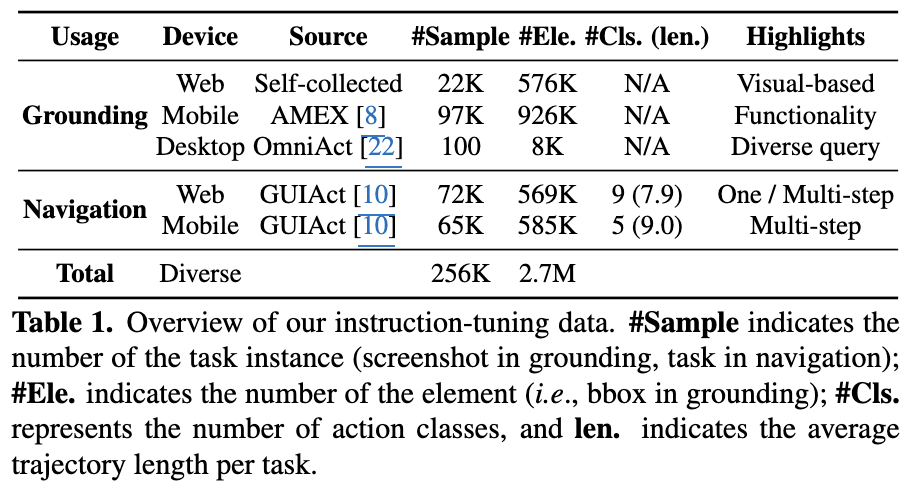 Usage Device Source #Sample #Ele. #Cls. (len.) Highlights
Web Self-collected 22K 576K N/A Visual-based
Grounding Mobile AMEX [8] 97K 926K N/A Functionality
Desktop OmniAct [22] 100 8K N/A Diverse query
Web GUIAct [10] 72K 569K 9 (7.9) One / Multi-step
Navigation
Mobile GUIAct [10] 65K 585K 5 (9.0) Multi-step
Total Diverse 256K 2.7M
Table 1. Overview of our instruction-tuning data. #Sample indicates the
number of the task instance (screenshot in grounding, task in navigation);
#Ele. indicates the number of the element (i.e., bbox in grounding); #Cls.
represents the number of action classes, and len. indicates the average
trajectory length per task.